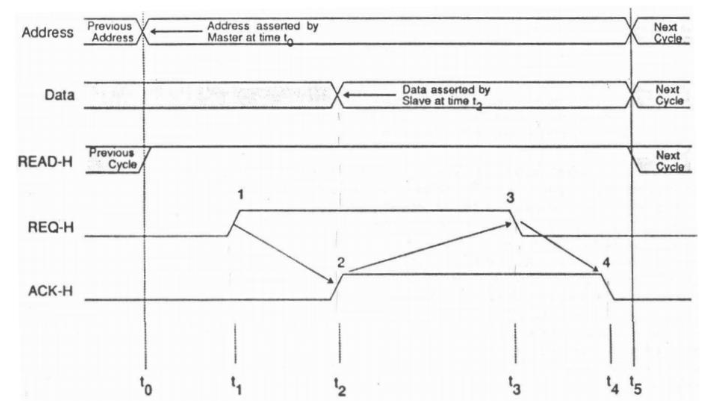 Address
Previous
Address
Address asserted by
Master at time t0
Next
Cycle
Data
Data asserted by
Slave at time t2
Next
Cycle
READ-H
Previous
Cycle
Next
Cycle
REQ-H
1
3
ACK-H
2
4
t0 t1 t2 t3 t4 t5